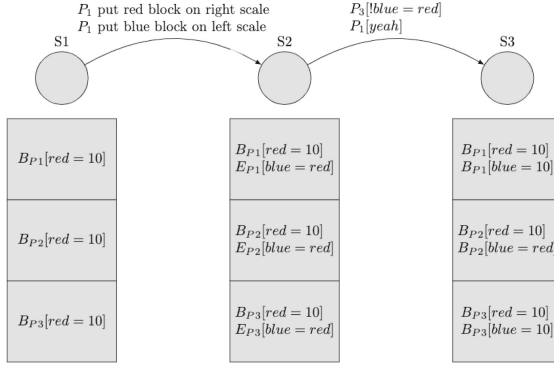 P1 put red block on right scale
P1 put blue block on left scale
P3[!blue = red]
P1[yeah]
S1
S2
S3
BP1[red = 10]
BP1[red = 10]
EP1[blue = red]
BP1[red = 10]
BP1[blue = 10]
BP2[red = 10]
BP2[red = 10]
EP2[blue = red]
BP2[red = 10]
BP2[blue = red
BP3[red = 10]
BP3[red = 10]
EP3[blue = red]
BP3[red = 10]
BP3[blue = 10]